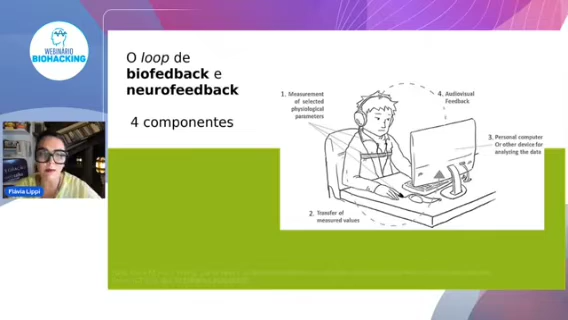 WEBINÁRIO
BIOHACKING
O loop de
biofedback e
neurofeedback
4 componentes
1. Measurement
of selected
physiological
parameters
4. Audiovisual
Feedback
3. Personal computer
Or other device for
analyzing the data
2. Transfer of
measured values
Flávia Lippi